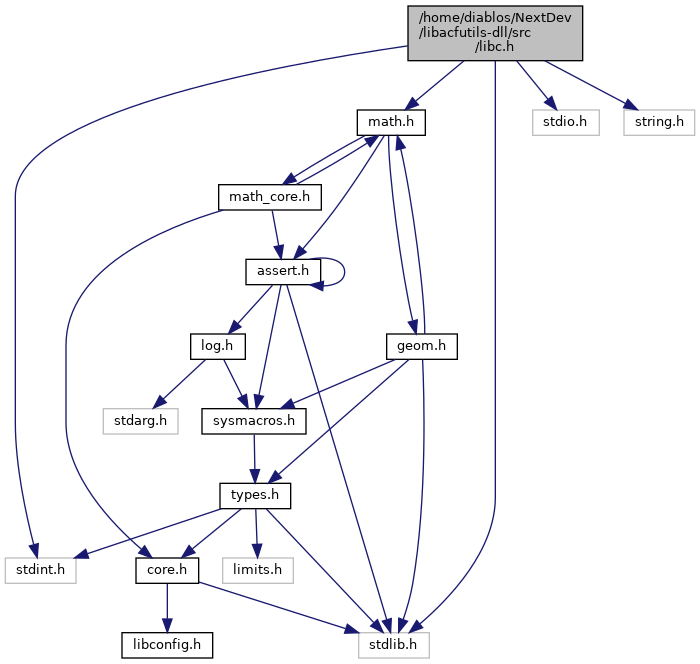 /home/diablos/NextDev
/libacfutils-dll/src
/libc.h
math.h
stdio.h
string.h
math_core.h
assert.h
log.h
geom.h
stdarg.h
sysmacros.h
types.h
stdint.h
core.h
limits.h
libconfig.h
stdlib.h